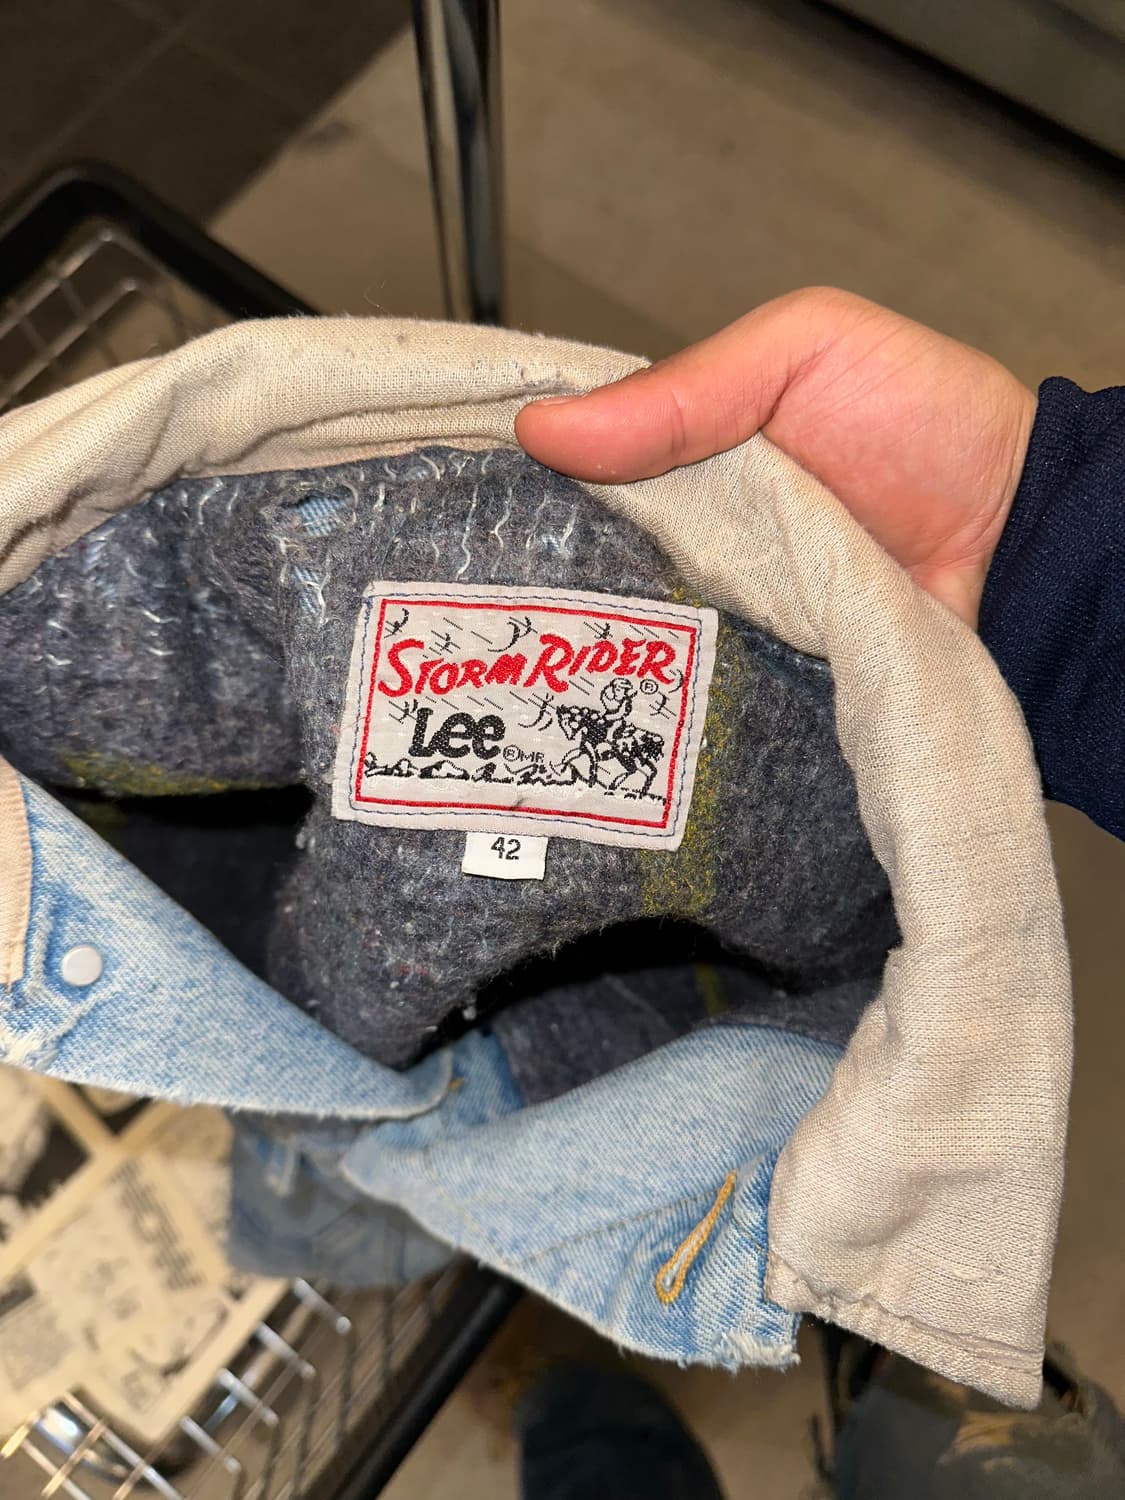 STORM RIDER ®
Lee ® MR
42